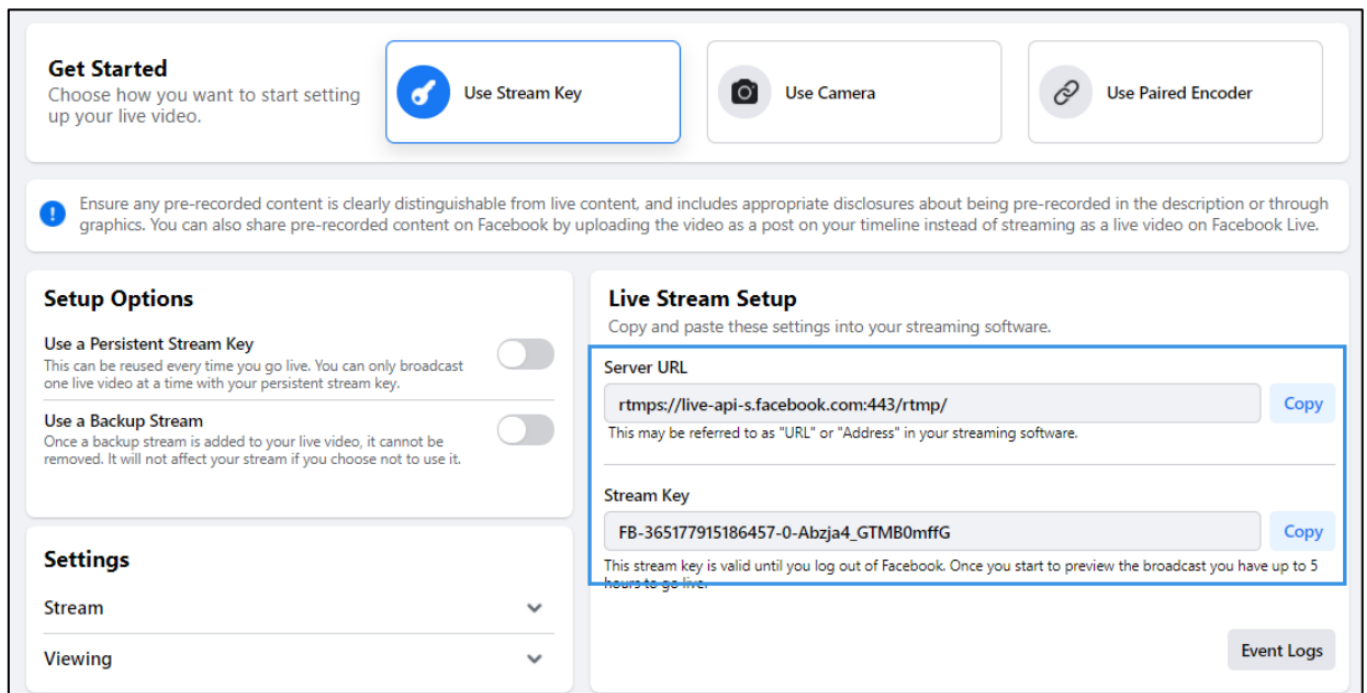 Get Started
Choose how you want to start setting
up your live video.
Use Stream Key
Use Camera
Use Paired Encoder
Ensure any pre-recorded content is clearly distinguishable from live content, and includes appropriate disclosures about being pre-recorded in the description or through
graphics. You can also share pre-recorded content on Facebook by uploading the video as a post on your timeline instead of streaming as a live video on Facebook Live.
Setup Options
Use a Persistent Stream Key
This can be reused every time you go live. You can only broadcast
one live video at a time with your persistent stream key.
Use a Backup Stream
Once a backup stream is added to your live video, it cannot be
removed. It will not affect your stream if you choose not to use it.
Settings
Stream
Viewing
Live Stream Setup
Copy and paste these settings into your streaming software.
Server URL
rtmps://live-api-s.facebook.com:443/rtmp/
Copy
This may be referred to as "URL" or "Address" in your streaming software.
Stream Key
FB-365177915186457-0-Abzja4_GTMB0mffG
Copy
This stream key is valid until you log out of Facebook. Once you start to preview the broadcast you have up to 5
hours to go live.
Event Logs